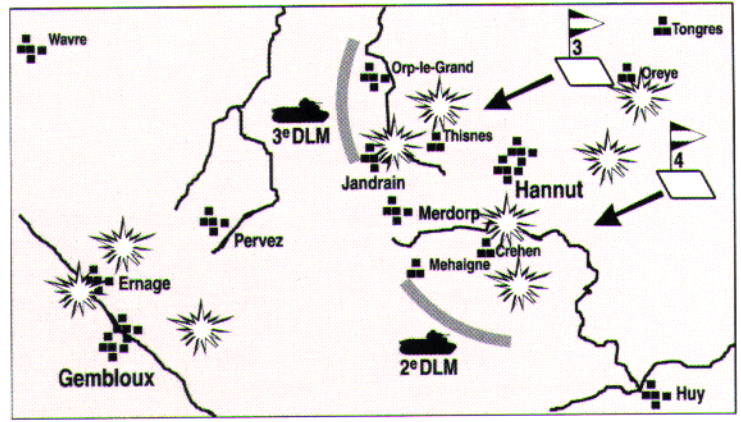 Wavre
Orp-le-Grand
3
Tongres
Oreye
3e DLM
Thisnes
4
Jandrain
Hannut
Merdorp
Pervez
Crehen
Mehaigne
Ernage
Gembloux
2e DLM
Huy